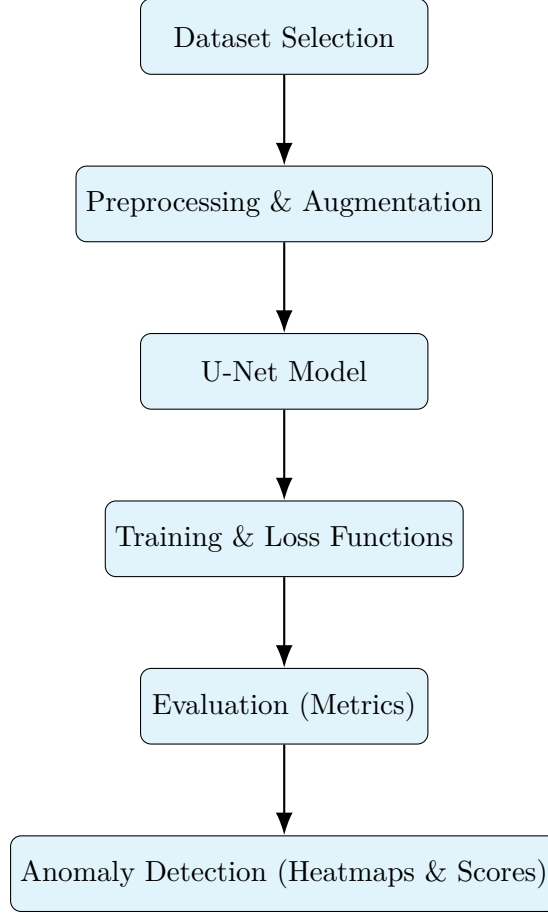 Dataset Selection
Preprocessing & Augmentation
U-Net Model
Training & Loss Functions
Evaluation (Metrics)
Anomaly Detection (Heatmaps & Scores)